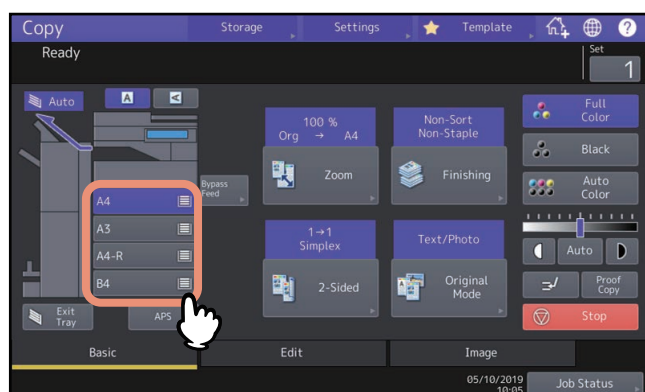 Copy
Storage
Settings
Template
?
Ready
Set
1
Auto
A
A
100 %
Org → A4
Non-Sort
Non-Staple
Full
Color
Zoom
Finishing
Black
Bypass
Feed
A4
A3
A4-R
B4
Auto
Color
1→1
Simplex
Text/Photo
Auto
2-Sided
Original
Mode
Proof
Copy
Exit
Tray
APS
Stop
Basic
Edit
Image
05/10/2019
10:05
Job Status